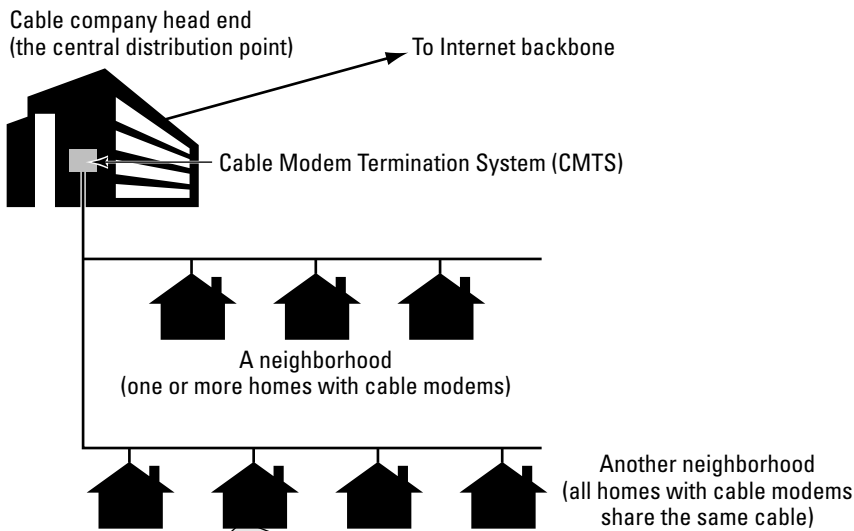 Cable company head end
(the central distribution point)
To Internet backbone
Cable Modem Termination System (CMTS)
A neighborhood
(one or more homes with cable modems)
Another neighborhood
(all homes with cable modems
share the same cable)